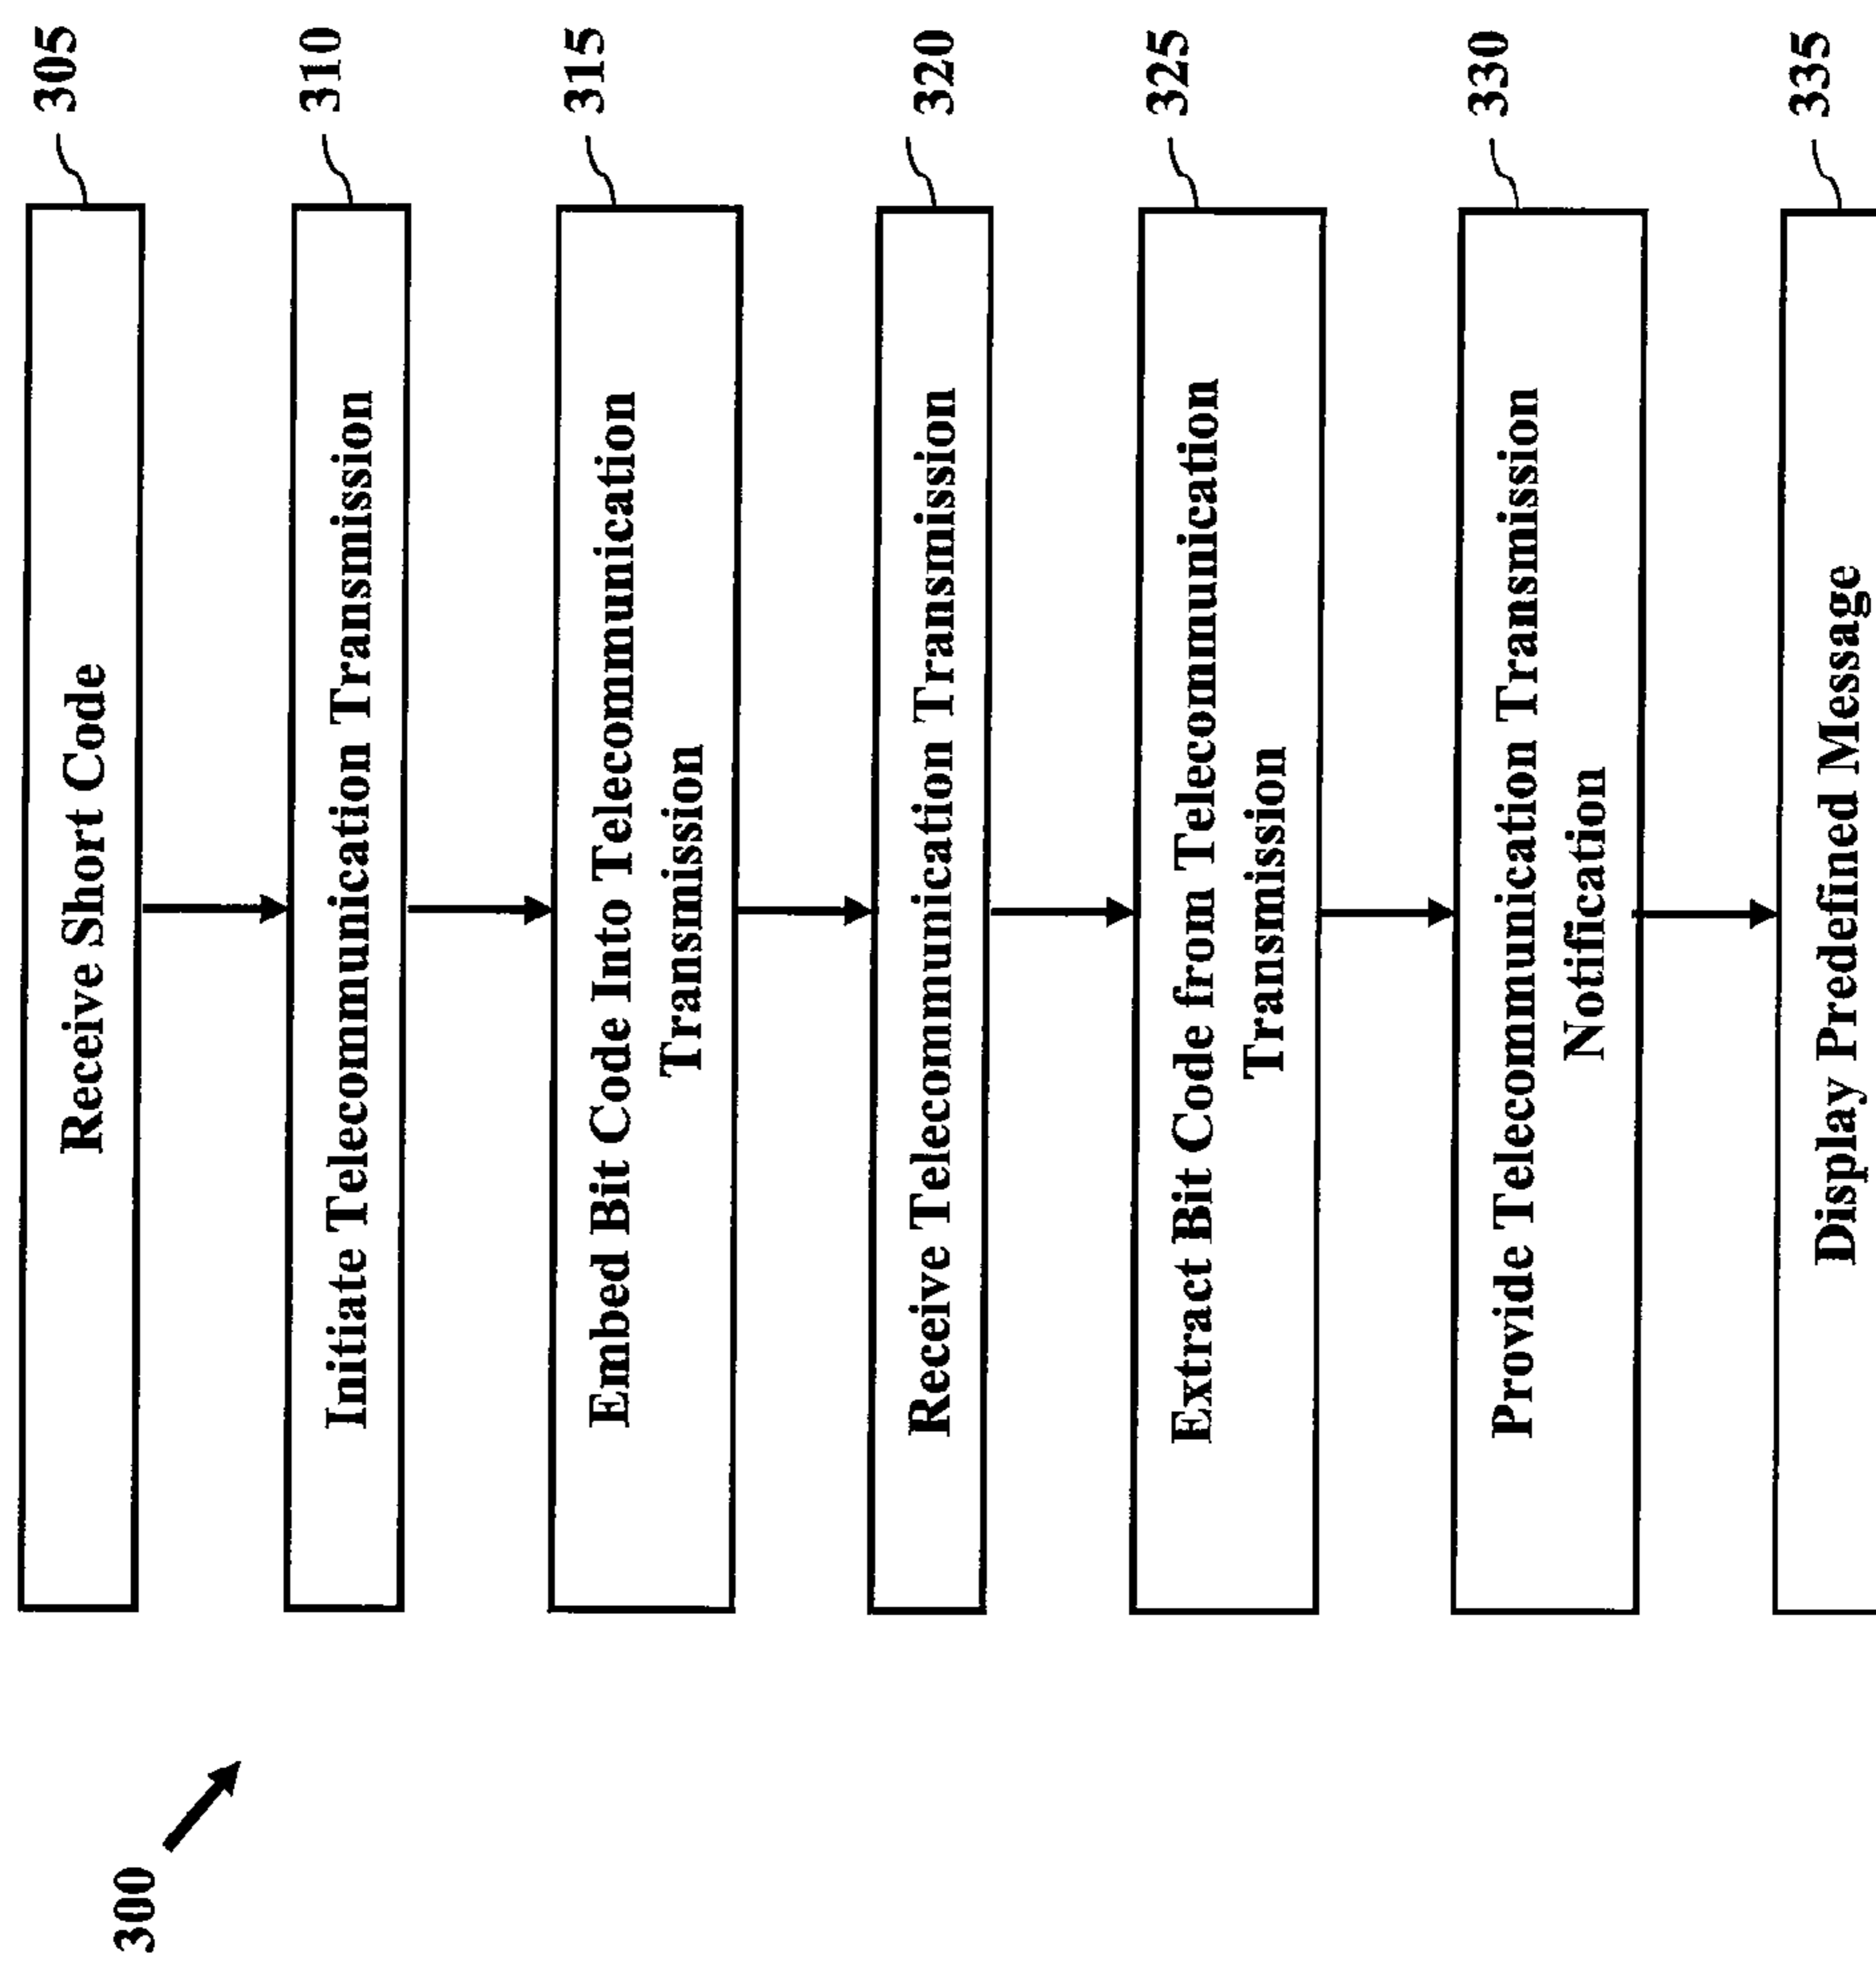 300
Receive Short Code
305
Initiate Telecommunication Transmission
310
Embed Bit Code Into Telecommunication
Transmission
315
Receive Telecommunication Transmission
320
Extract Bit Code from Telecommunication
Transmission
325
Provide Telecommunication Transmission
Notification
330
Display Predefined Message
335